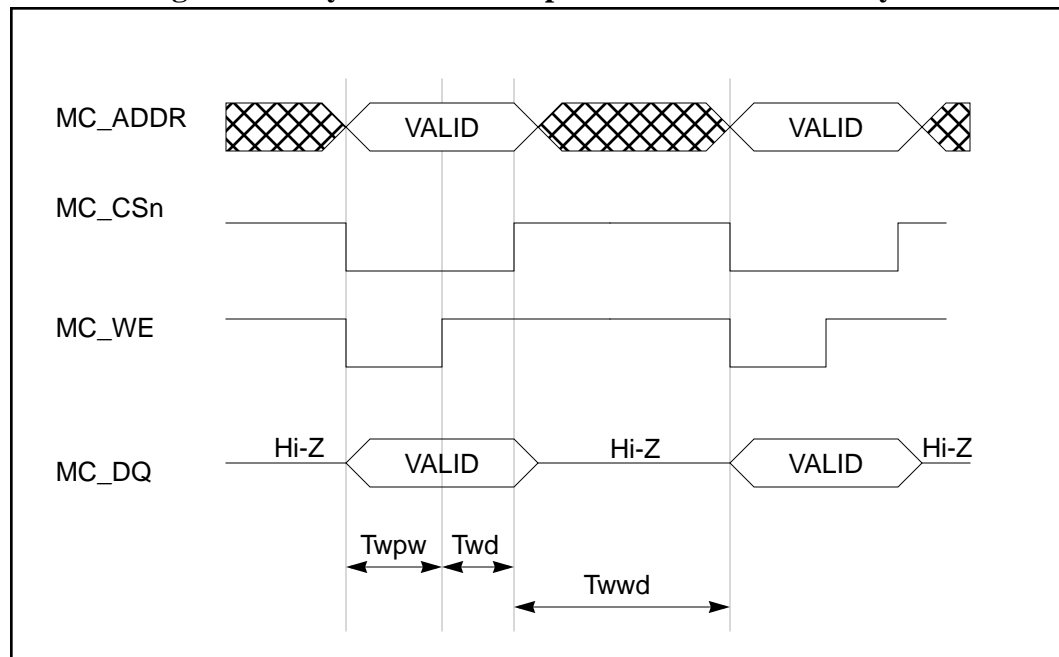 MC_ADDR VALID VALID
MC_CSn
MC_WE
Hi-Z Hi-Z Hi-Z
MC_DQ VALID VALID
Twpw Twd
Twwd